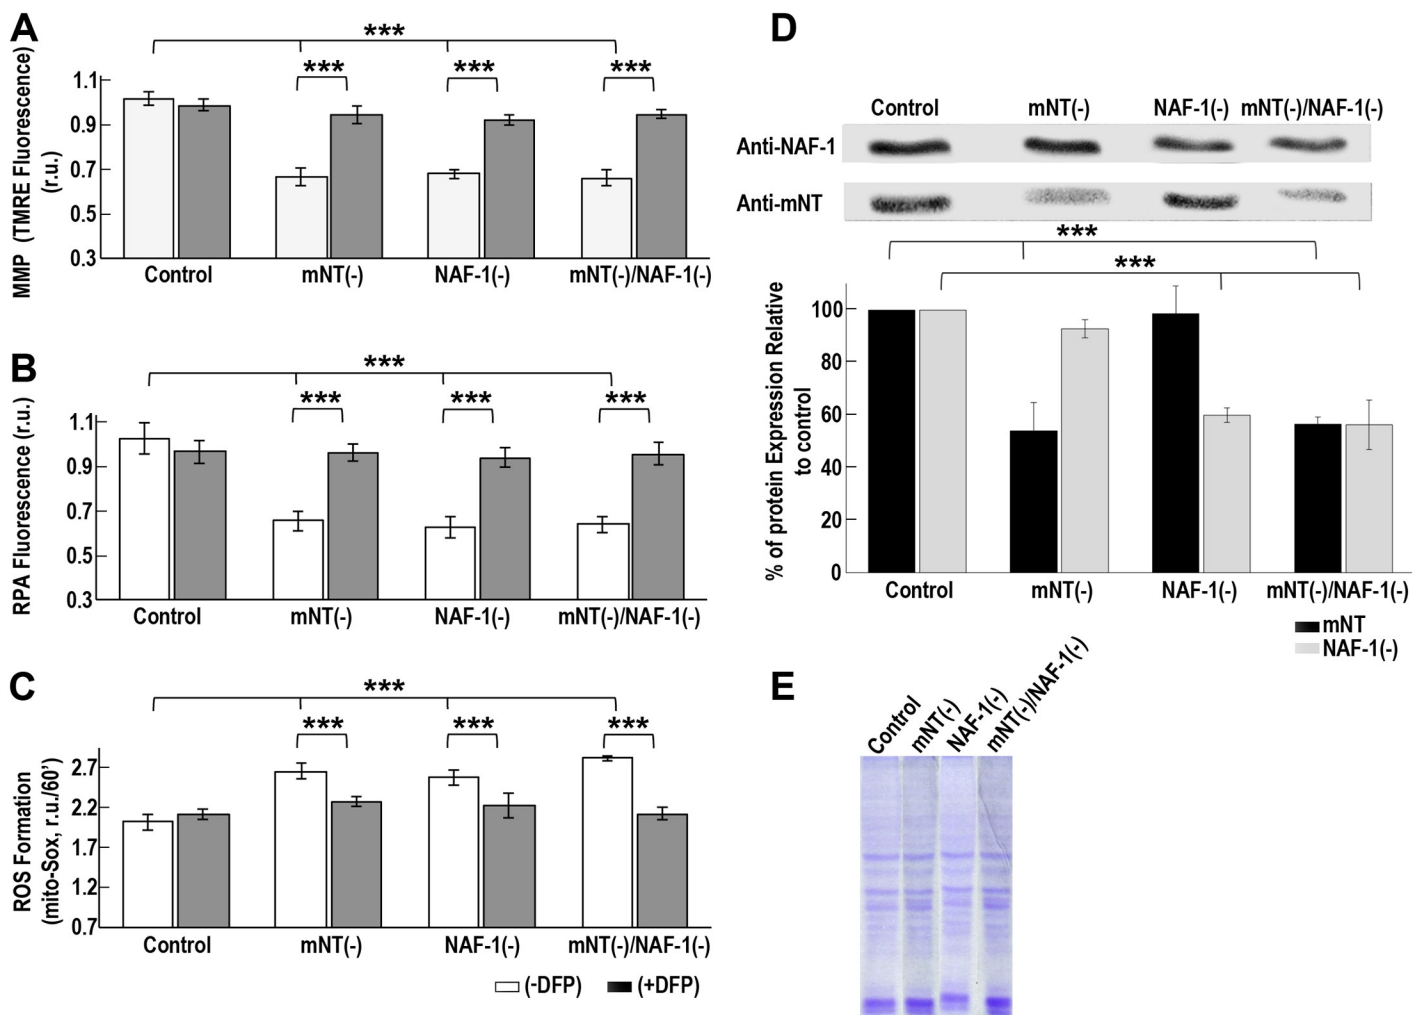 A
MMP (TMRE Fluorescence)
(r.u.)
***
*** *** ***
1.1
0.9
0.7
0.5
0.3
Control mNT(-) NAF-1(-) mNT(-)/NAF-1(-)
B
RPA Fluorescence (r.u.)
***
*** *** ***
1.1
0.9
0.7
0.5
0.3
Control mNT(-) NAF-1(-) mNT(-)/NAF-1(-)
C
ROS Formation
(mito-Sox, r.u./60')
***
*** *** ***
2.7
2.2
1.7
1.2
0.7
Control mNT(-) NAF-1(-) mNT(-)/NAF-1(-)
(-DFP) (+DFP)
D
Control mNT(-) NAF-1(-) mNT(-)/NAF-1(-)
Anti-NAF-1
Anti-mNT
***
***
% of protein Expression Relative
to control
100
80
60
40
20
0
Control mNT(-) NAF-1(-) mNT(-)/NAF-1(-)
mNT
NAF-1(-)
E
Control mNT(-) NAF-1(-) mNT(-)/NAF-1(-)